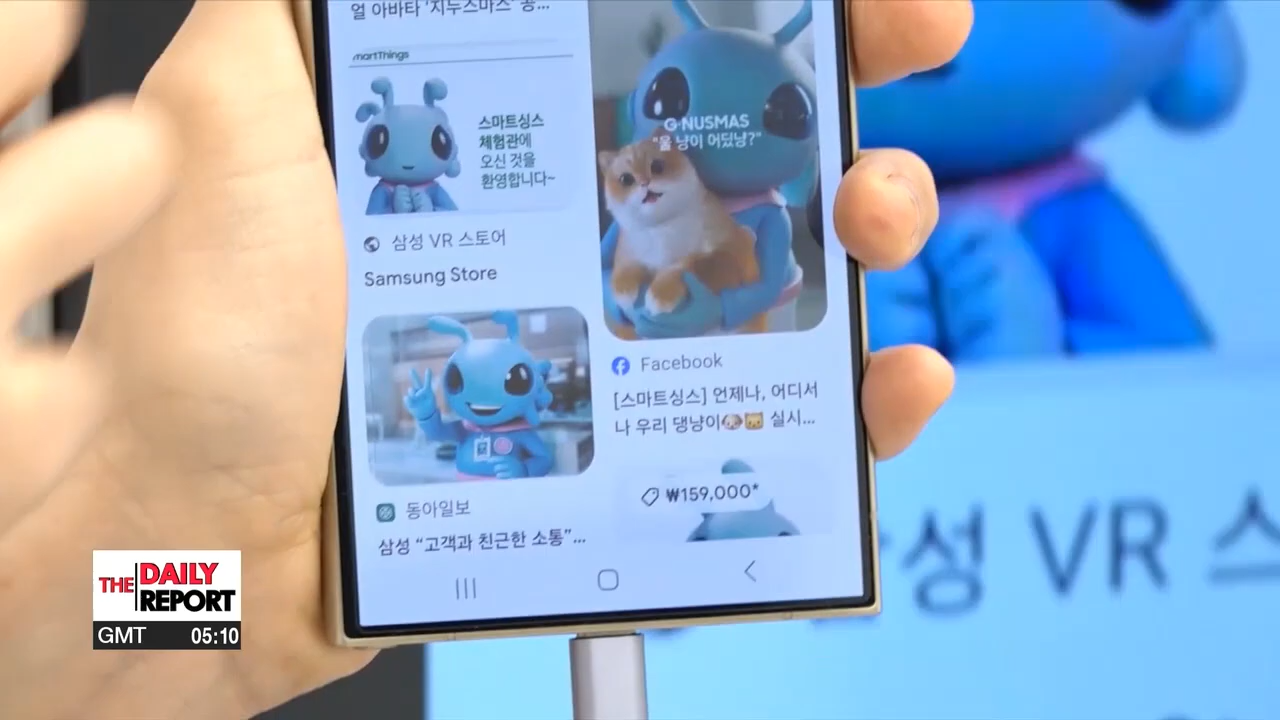 얼 아바타 '지누스마스' 공...
martThings
스마트싱스
체험관에
오신 것을
환영합니다~
삼성 VR 스토어
Samsung Store
동아일보
삼성 “고객과 친근한 소통”...
G·NUSMAS
"울 냥이 어딨냥?"
Facebook
[스마트싱스] 언제나, 어디서
나 우리 댕냥이🐶🐱 실시...
₩159,000*
성 VR 스
THE DAILY
REPORT
GMT 05:10